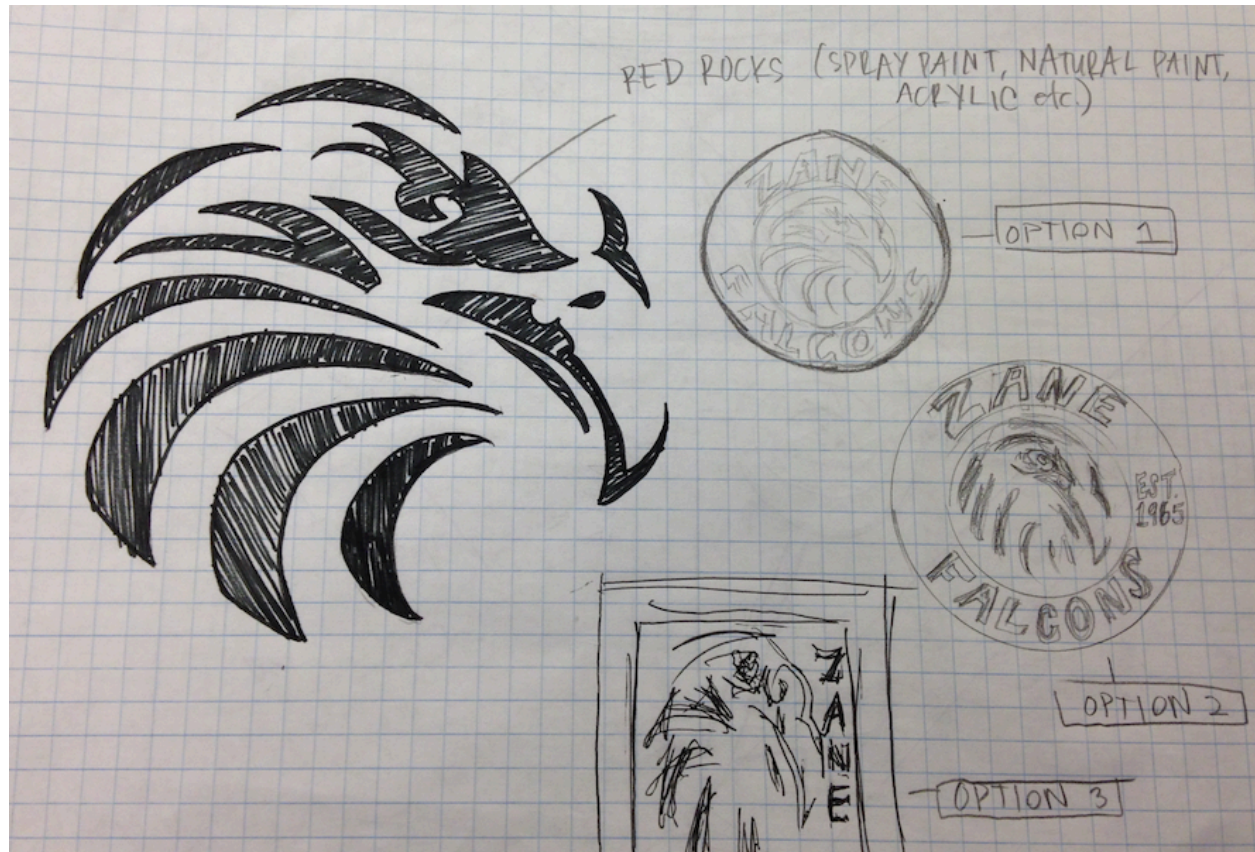 RED ROCKS (SPRAY PAINT, NATURAL PAINT,
ACRYLIC etc.)
ZANE
FALCONS
OPTION 1
ZANE
EST.
1965
FALCONS
OPTION 2
ZANE
OPTION 3